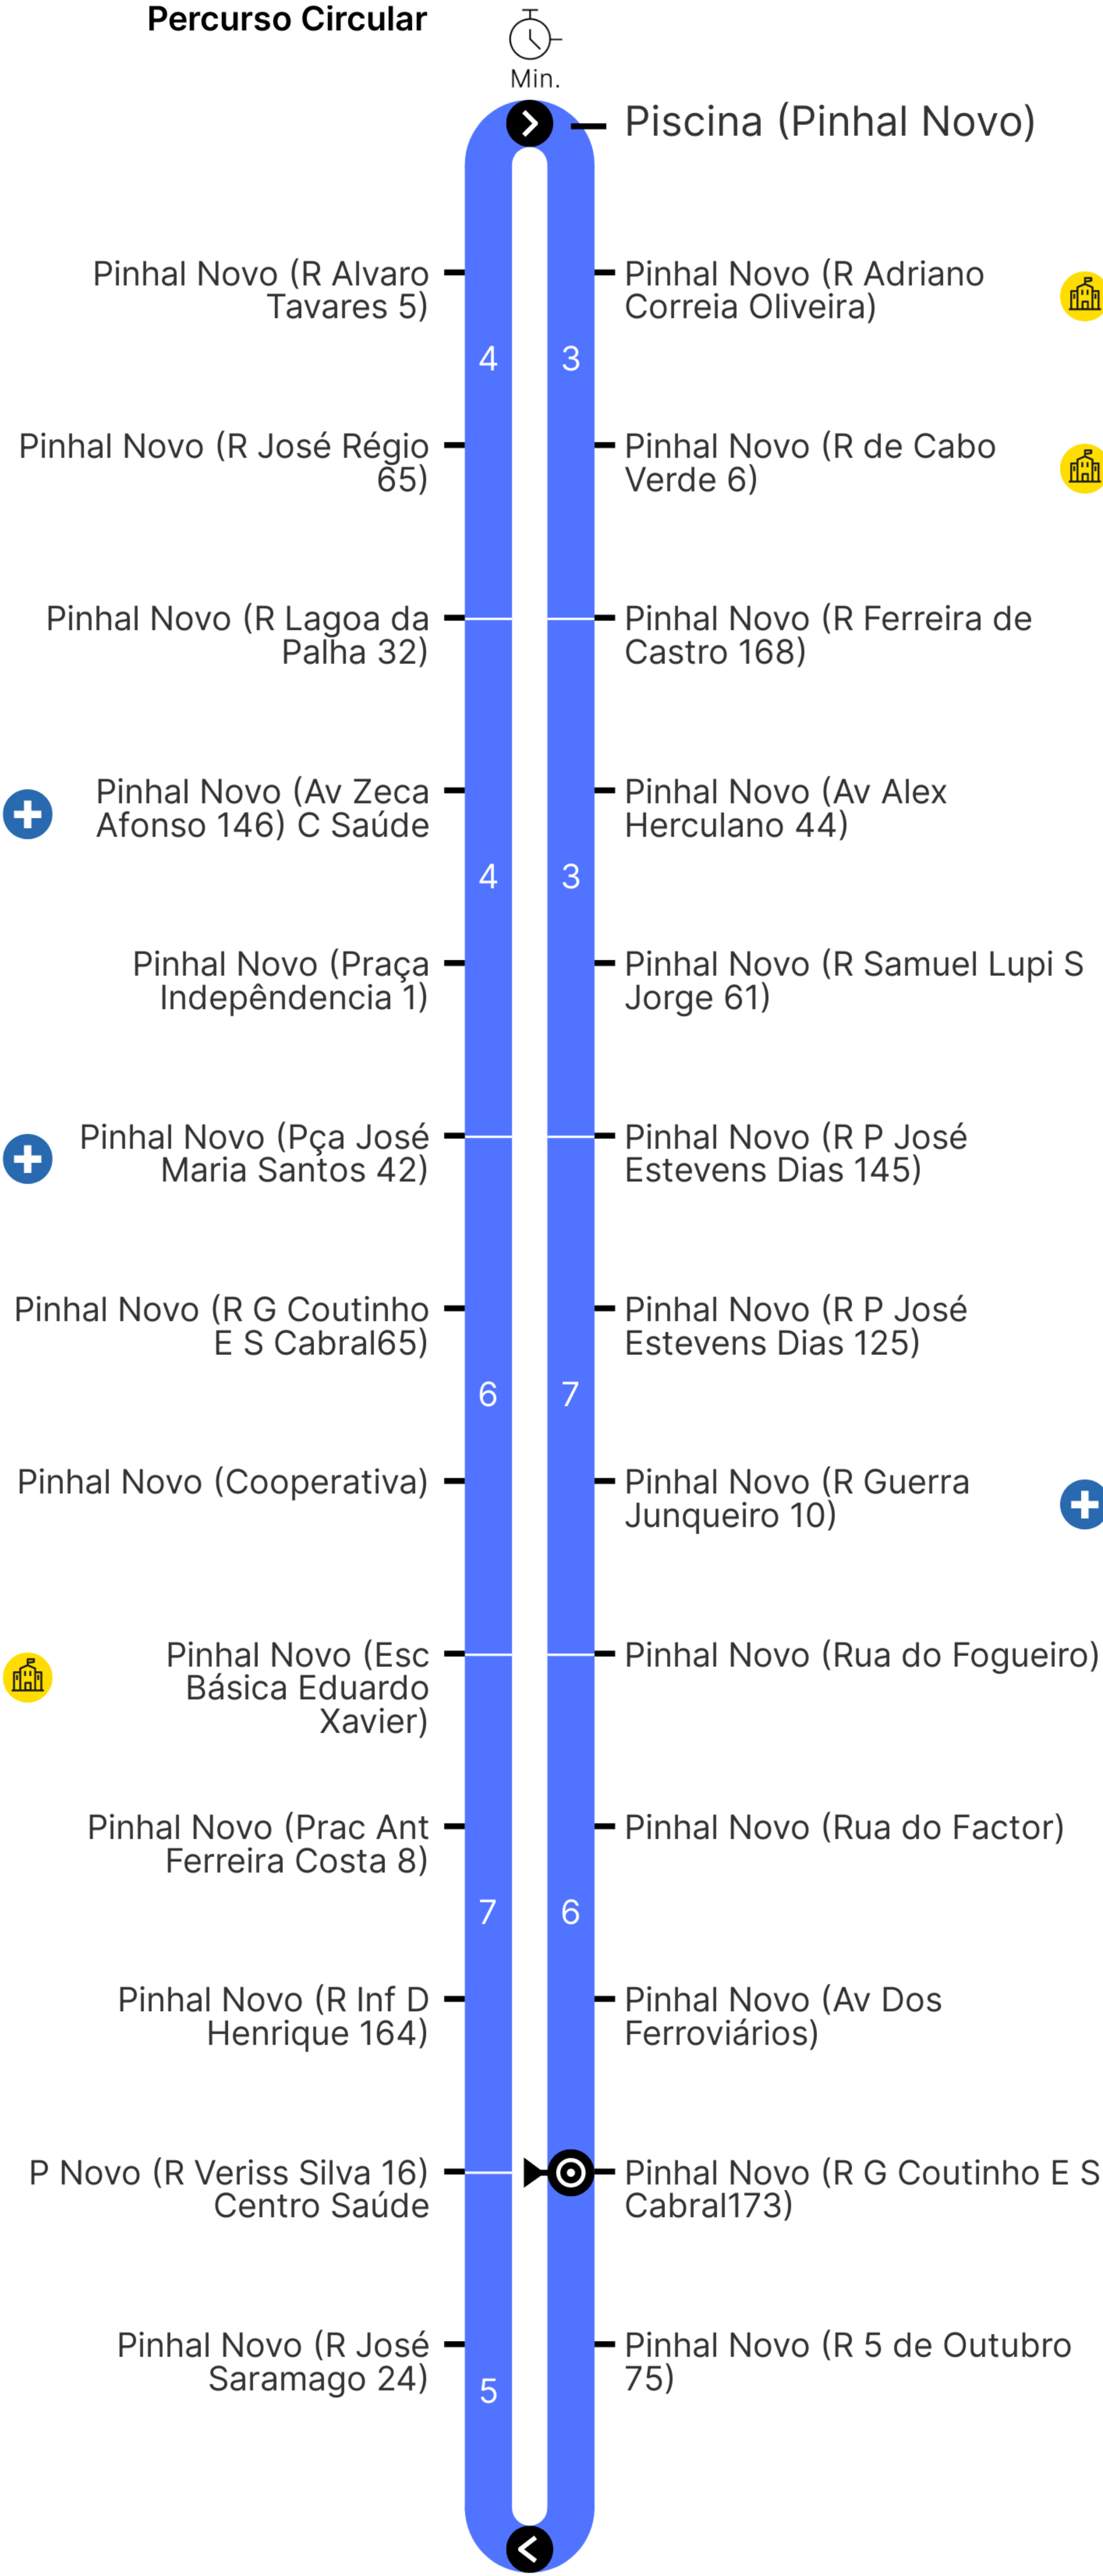 Percurso Circular
Min.
Piscina (Pinhal Novo)
Pinhal Novo (R Alvaro
Tavares 5)
Pinhal Novo (R Adriano
Correia Oliveira)
4
3
Pinhal Novo (R José Régio
65)
Pinhal Novo (R de Cabo
Verde 6)
Pinhal Novo (R Lagoa da
Palha 32)
Pinhal Novo (R Ferreira de
Castro 168)
Pinhal Novo (Av Zeca
Afonso 146) C Saúde
Pinhal Novo (Av Alex
Herculano 44)
4
3
Pinhal Novo (Praça
Indepêndencia 1)
Pinhal Novo (R Samuel Lupi S
Jorge 61)
Pinhal Novo (Pça José
Maria Santos 42)
Pinhal Novo (R P José
Estevens Dias 145)
Pinhal Novo (R G Coutinho
E S Cabral65)
Pinhal Novo (R P José
Estevens Dias 125)
6
7
Pinhal Novo (Cooperativa)
Pinhal Novo (R Guerra
Junqueiro 10)
Pinhal Novo (Esc
Básica Eduardo
Xavier)
Pinhal Novo (Rua do Fogueiro)
Pinhal Novo (Prac Ant
Ferreira Costa 8)
Pinhal Novo (Rua do Factor)
7
6
Pinhal Novo (R Inf D
Henrique 164)
Pinhal Novo (Av Dos
Ferroviários)
P Novo (R Veriss Silva 16)
Centro Saúde
Pinhal Novo (R G Coutinho E S
Cabral173)
Pinhal Novo (R José
Saramago 24)
Pinhal Novo (R 5 de Outubro
75)
5